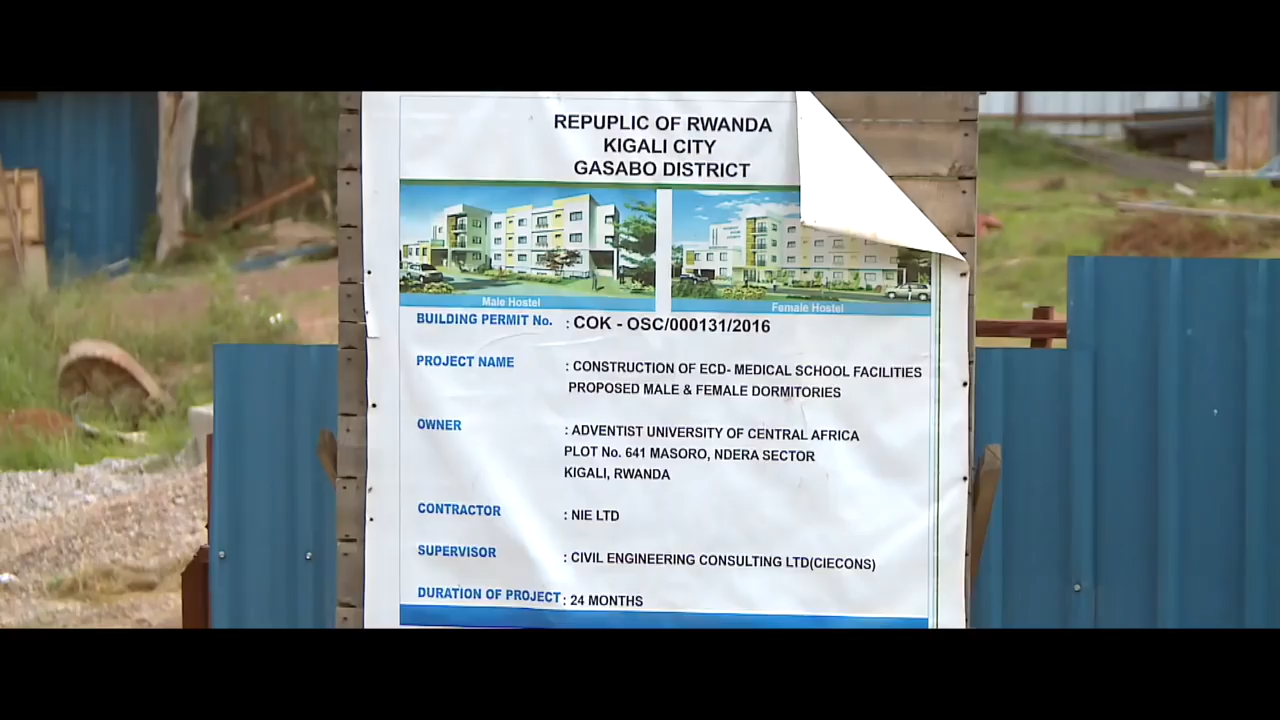 REPUPLIC OF RWANDA
KIGALI CITY
GASABO DISTRICT
Male Hostel
Female Hostel
BUILDING PERMIT No. : COK - OSC/000131/2016
PROJECT NAME : CONSTRUCTION OF ECD- MEDICAL SCHOOL FACILITIES
PROPOSED MALE & FEMALE DORMITORIES
OWNER : ADVENTIST UNIVERSITY OF CENTRAL AFRICA
PLOT No. 641 MASORO, NDERA SECTOR
KIGALI, RWANDA
CONTRACTOR : NIE LTD
SUPERVISOR : CIVIL ENGINEERING CONSULTING LTD(CIECONS)
DURATION OF PROJECT : 24 MONTHS